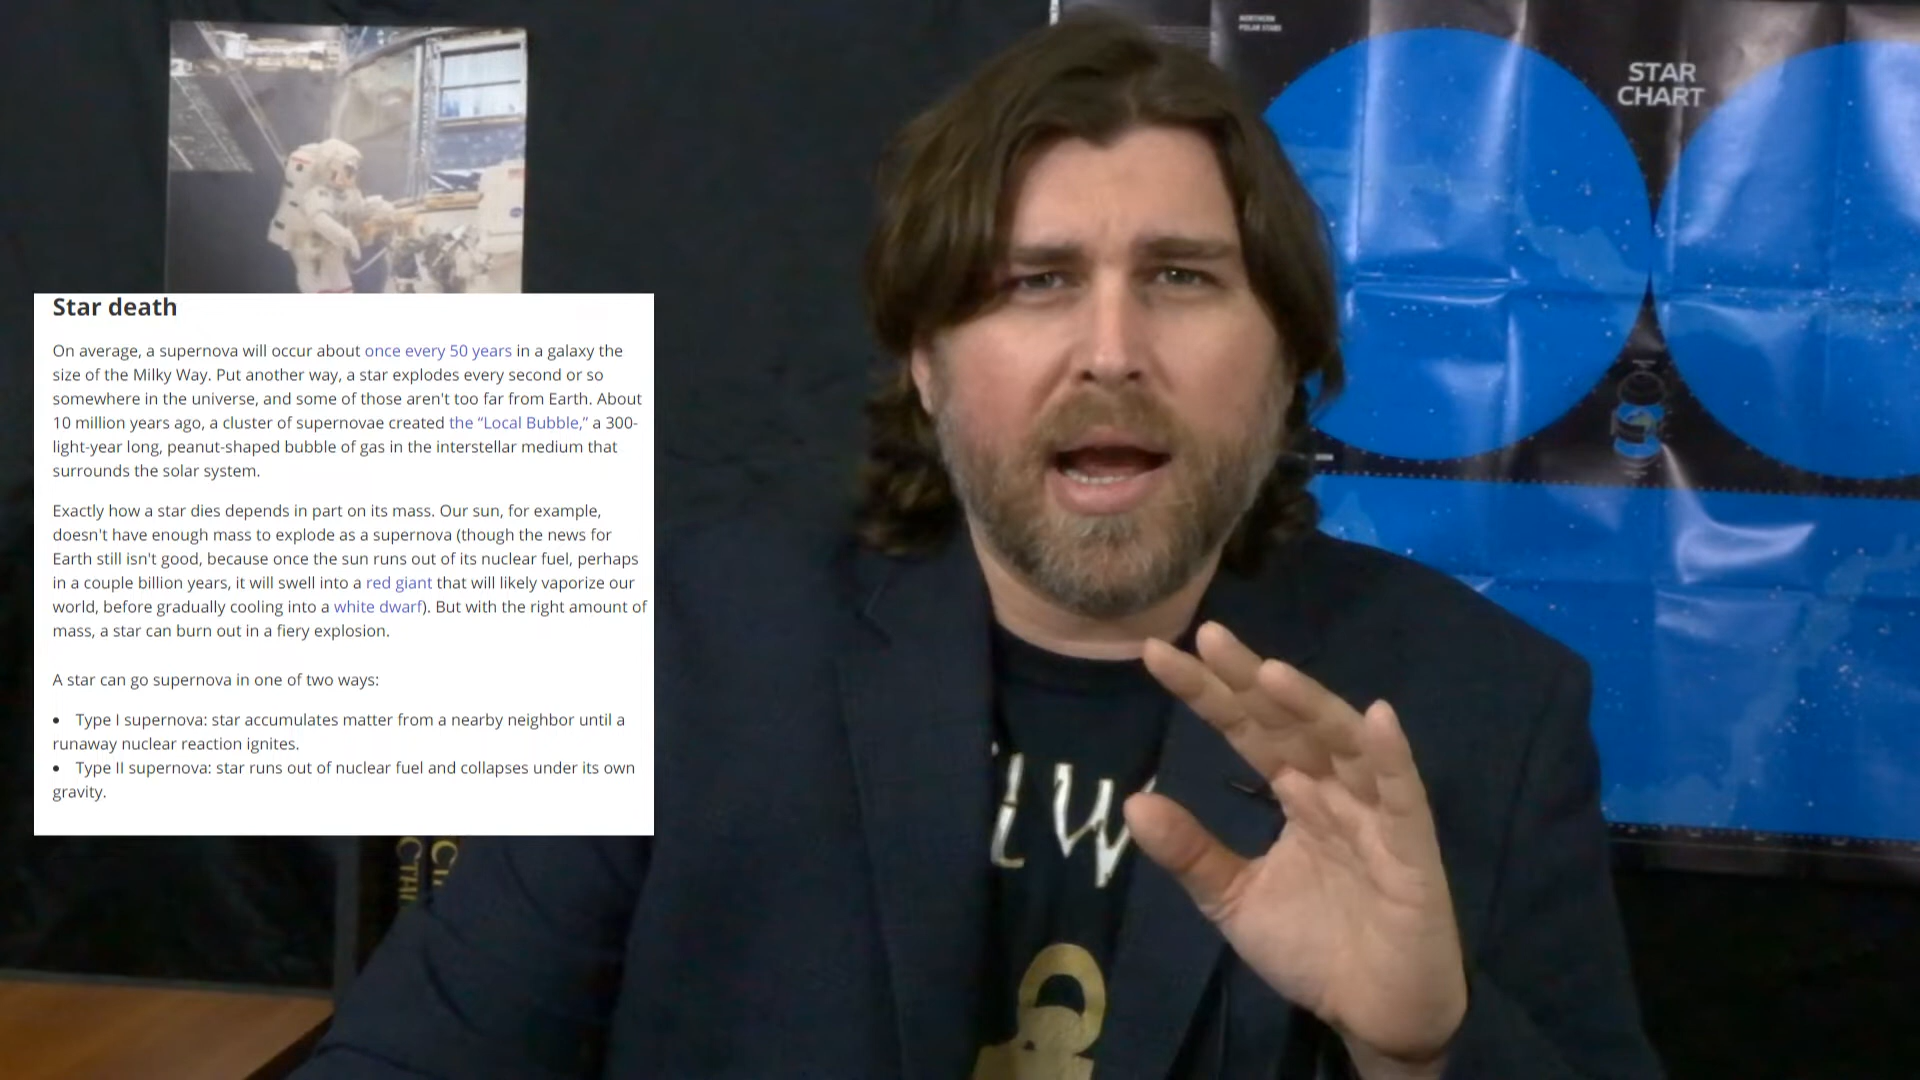 NORTHERN
POLAR STARS
STAR
CHART
Star death
On average, a supernova will occur about once every 50 years in a galaxy the
size of the Milky Way. Put another way, a star explodes every second or so
somewhere in the universe, and some of those aren't too far from Earth. About
10 million years ago, a cluster of supernovae created the “Local Bubble,” a 300-
light-year long, peanut-shaped bubble of gas in the interstellar medium that
surrounds the solar system.
Exactly how a star dies depends in part on its mass. Our sun, for example,
doesn't have enough mass to explode as a supernova (though the news for
Earth still isn't good, because once the sun runs out of its nuclear fuel, perhaps
in a couple billion years, it will swell into a red giant that will likely vaporize our
world, before gradually cooling into a white dwarf). But with the right amount of
mass, a star can burn out in a fiery explosion.
A star can go supernova in one of two ways:
• Type I supernova: star accumulates matter from a nearby neighbor until a
runaway nuclear reaction ignites.
• Type II supernova: star runs out of nuclear fuel and collapses under its own
gravity.